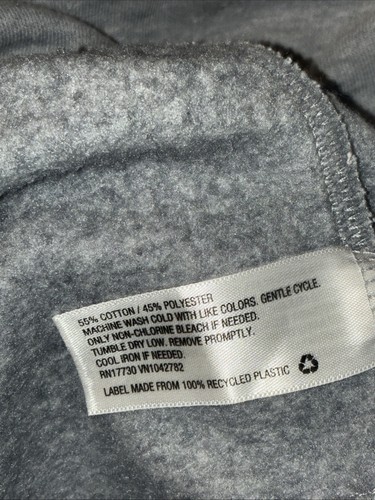 55% COTTON / 45% POLYESTER
MACHINE WASH COLD WITH LIKE COLORS. GENTLE CYCLE.
ONLY NON-CHLORINE BLEACH IF NEEDED.
TUMBLE DRY LOW. REMOVE PROMPTLY.
COOL IRON IF NEEDED.
RN17730 VN1042782
LABEL MADE FROM 100% RECYCLED PLASTIC